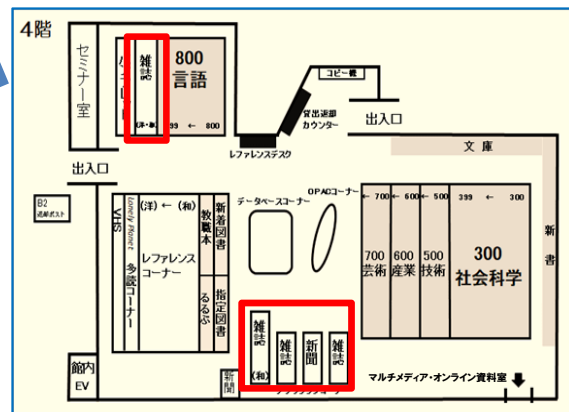 4階
セミナー室
雑誌
(洋・和)
800
言語
899 ← 800
コピー機
貸出返却
カウンター
出入口
レファレンスデスク
文庫
新書
出入口
B2
返却ポスト
VHS
Lonely Planet
多読コーナー
(洋) ← (和)
レファレンス
コーナー
教職本
新着図書
るるぶ
指定図書
データベースコーナー
OPACコーナー
← 700
← 600
← 500
399 ← 300
700
芸術
600
産業
500
技術
300
社会科学
雑誌
(和)
雑誌
新聞
雑誌
新聞
館内
EV
マルチメディア・オンライン資料室